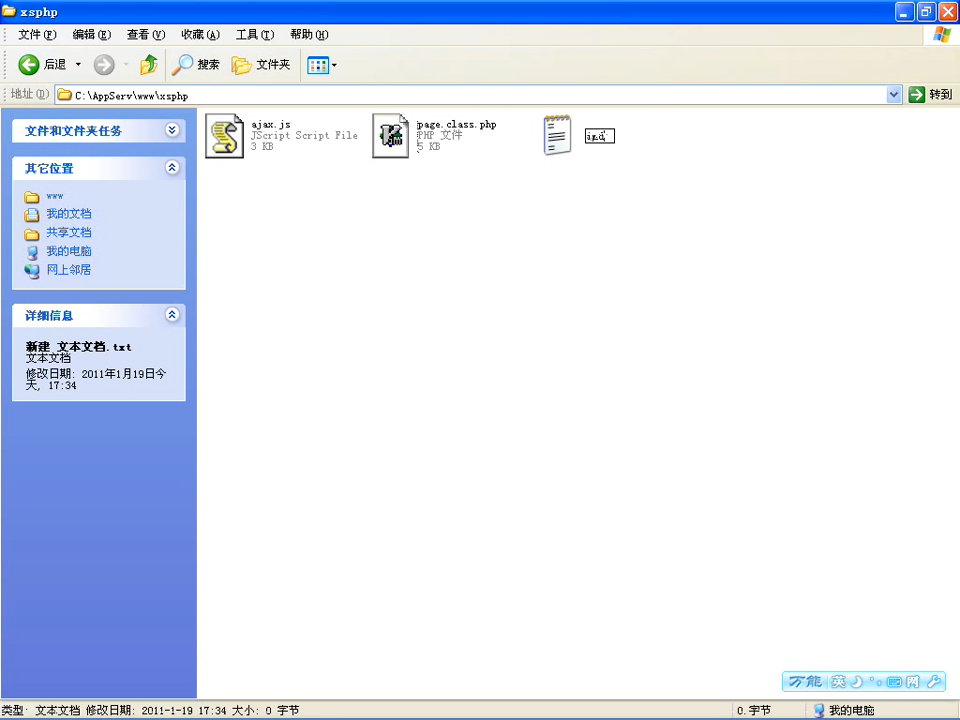 xsphp
文件(F) 编辑(E) 查看(V) 收藏(A) 工具(T) 帮助(H)
后退 搜索 文件夹
地址(D) C:\AppServ\www\xsphp 转到
文件和文件夹任务
其它位置
www
我的文档
共享文档
我的电脑
网上邻居
详细信息
新建 文本文档.txt
文本文档
修改日期: 2011年1月19日今
天, 17:34
ajax.js
JScript Script File
3 KB
page.class.php
PHP 文件
5 KB
ind
万能 英 网
类型: 文本文档 修改日期: 2011-1-19 17:34 大小: 0 字节 0 字节 我的电脑